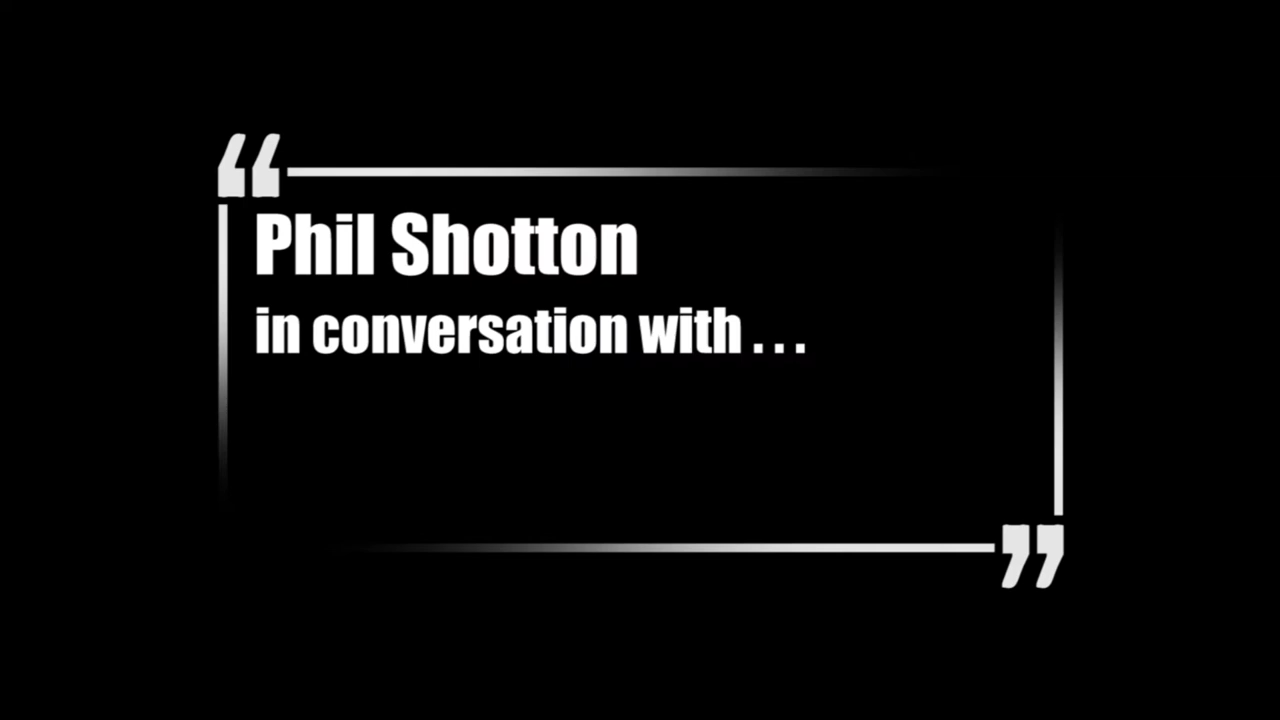 Phil Shotton
in conversation with . . .